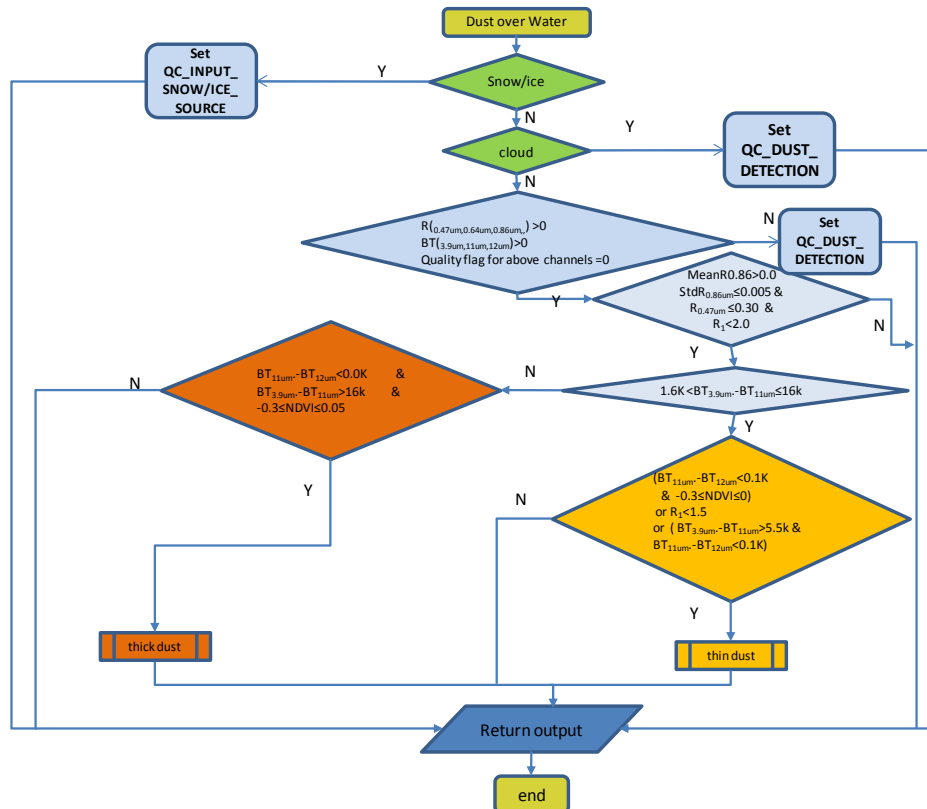 Dust over Water
Set
QC_INPUT_
SNOW/ICE_
SOURCE
Y
Snow/ice
N
Y
cloud
Set
QC_DUST_
DETECTION
N
R(0.47um,0.64um,0.86um,,) >0
BT(3.9um,11um,12um)>0
Quality flag for above channels =0
N
Set
QC_DUST_
DETECTION
Y
MeanR0.86>0.0
StdR0.86um≤0.005 &
R0.47um ≤0.30 &
R1<2.0
N
Y
N
BT11um.-BT12um<0.0K &
BT3.9um.-BT11um>16k &
-0.3≤NDVI≤0.05
N
1.6K<BT3.9um.-BT11um≤16k
Y
Y
N
(BT11um.-BT12um<0.1K
& -0.3≤NDVI≤0)
or R1<1.5
or ( BT3.9um.-BT11um>5.5k &
BT11um.-BT12um<0.1K)
Y
thick dust
thin dust
Return output
end